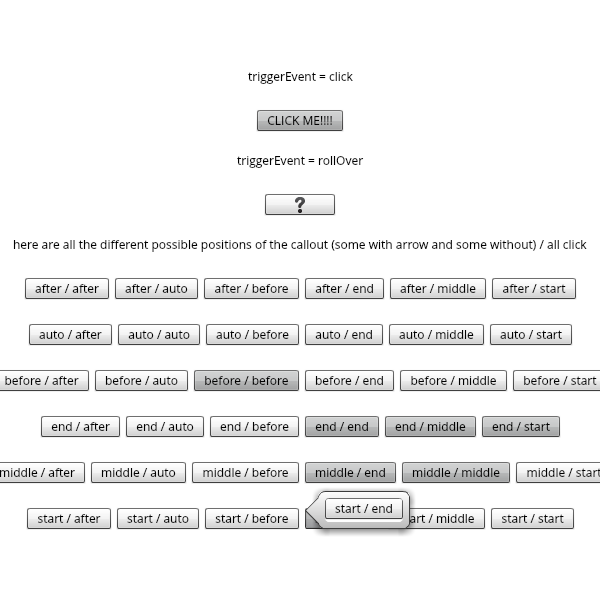 triggerEvent = click
CLICK ME!!!!
triggerEvent = rollOver
?
here are all the different possible positions of the callout (some with arrow and some without) / all click
after / after after / auto after / before after / end after / middle after / start
auto / after auto / auto auto / before auto / end auto / middle auto / start
before / after before / auto before / before before / end before / middle before / start
end / after end / auto end / before end / end end / middle end / start
middle / after middle / auto middle / before middle / end middle / middle middle / start
start / after start / auto start / before start / end art / middle start / start